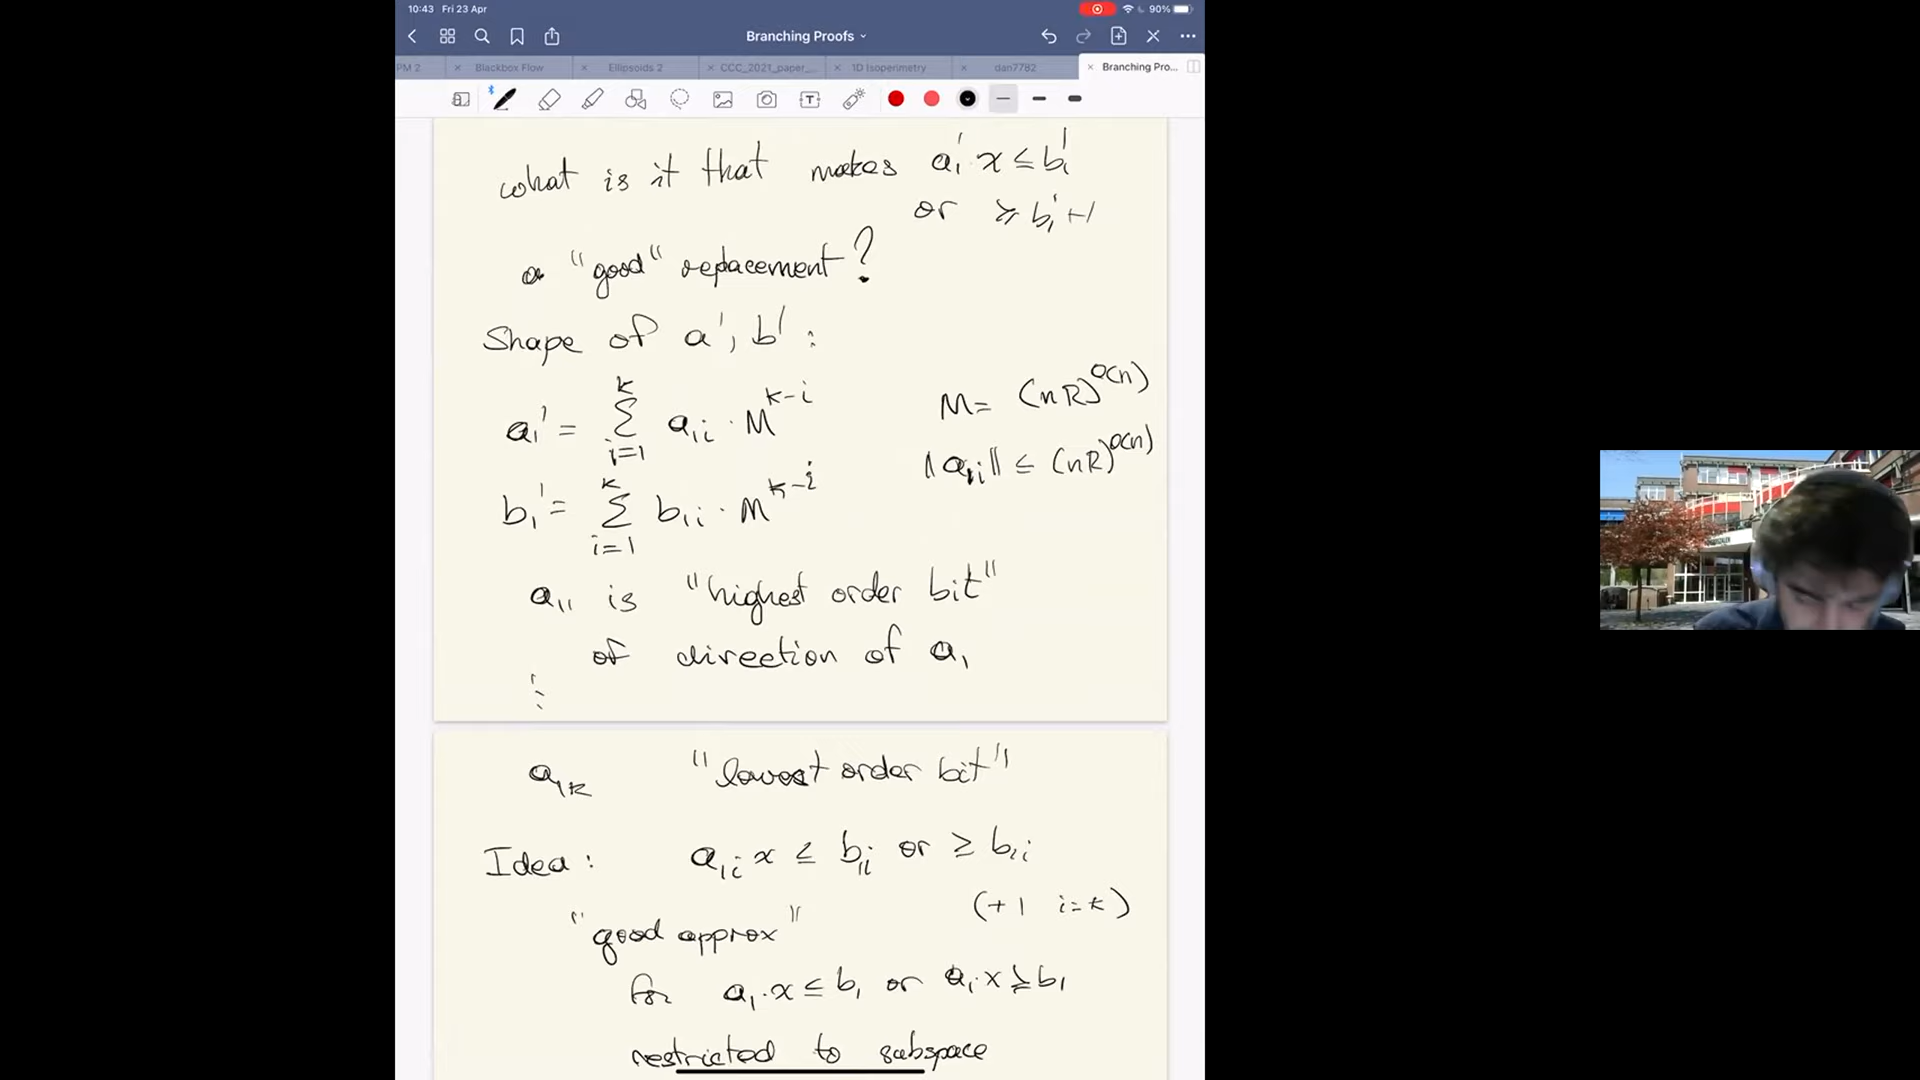 10:43 Fri 23 Apr
90%
Branching Proofs
PM 2
Blackbox Flow
Ellipsoids 2
CCC_2021_paper_...
1D Isoperimetry
dan7782
Branching Pro...
what is it that makes a₁'·x ≤ b₁'
or ≥ b₁'+1
a "good" replacement?
Shape of a', b' :
a₁' = Σ_{i=1}^{k} a₁ᵢ · M^{k-i}
M = (nR)^{O(n)}
‖a₁ᵢ‖ ≤ (nR)^{O(n)}
b₁' = Σ_{i=1}^{k} b₁ᵢ · M^{k-i}
a₁₁ is "highest order bit"
of direction of a₁
⋮
a₁ₖ "lowest order bit"
Idea: a₁ᵢ x ≤ b₁ᵢ or ≥ b₁ᵢ
(+1 i=k)
"good approx"
for a₁·x ≤ b₁ or a₁·x ≥ b₁
restricted to subspace